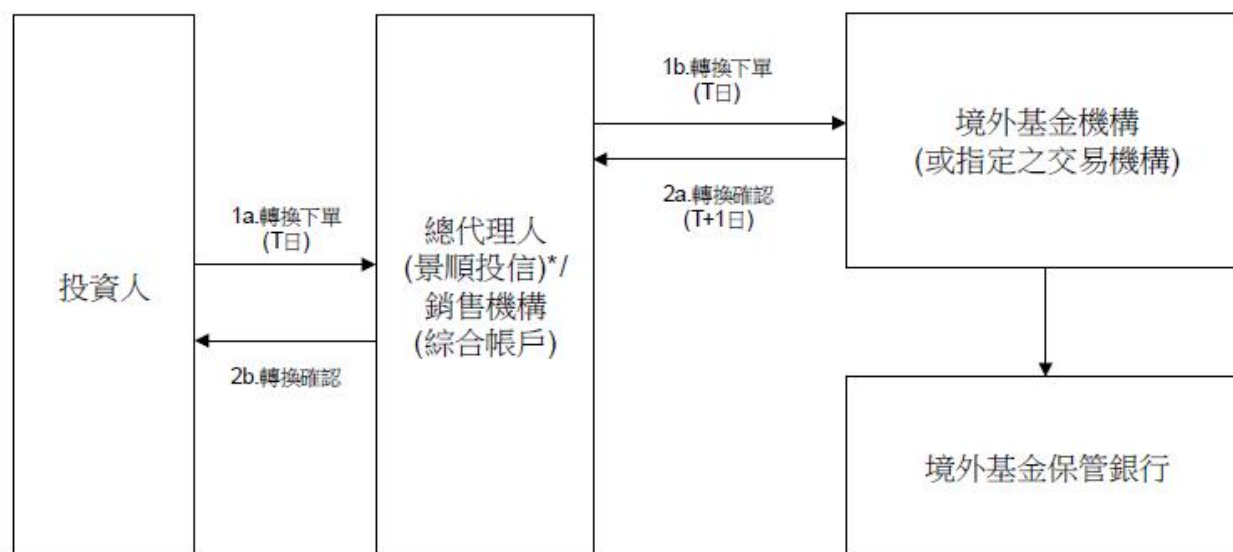 投資人
1a.轉換下單
(T日)
2b.轉換確認
總代理人
(景順投信)*/
銷售機構
(綜合帳戶)
1b.轉換下單
(T日)
2a.轉換確認
(T+1日)
境外基金機構
(或指定之交易機構)
境外基金保管銀行